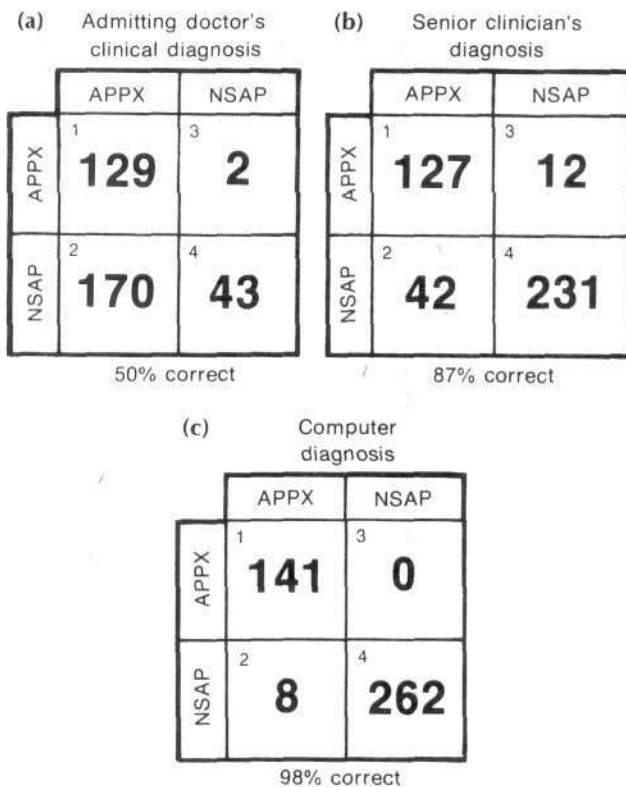 (a) Admitting doctor's
clinical diagnosis
APPX NSAP
APPX
1 3
129 2
NSAP
2 4
170 43
50% correct
(b) Senior clinician's
diagnosis
APPX NSAP
APPX
1 3
127 12
NSAP
2 4
42 231
87% correct
(c) Computer
diagnosis
APPX NSAP
APPX
1 3
141 0
NSAP
2 4
8 262
98% correct